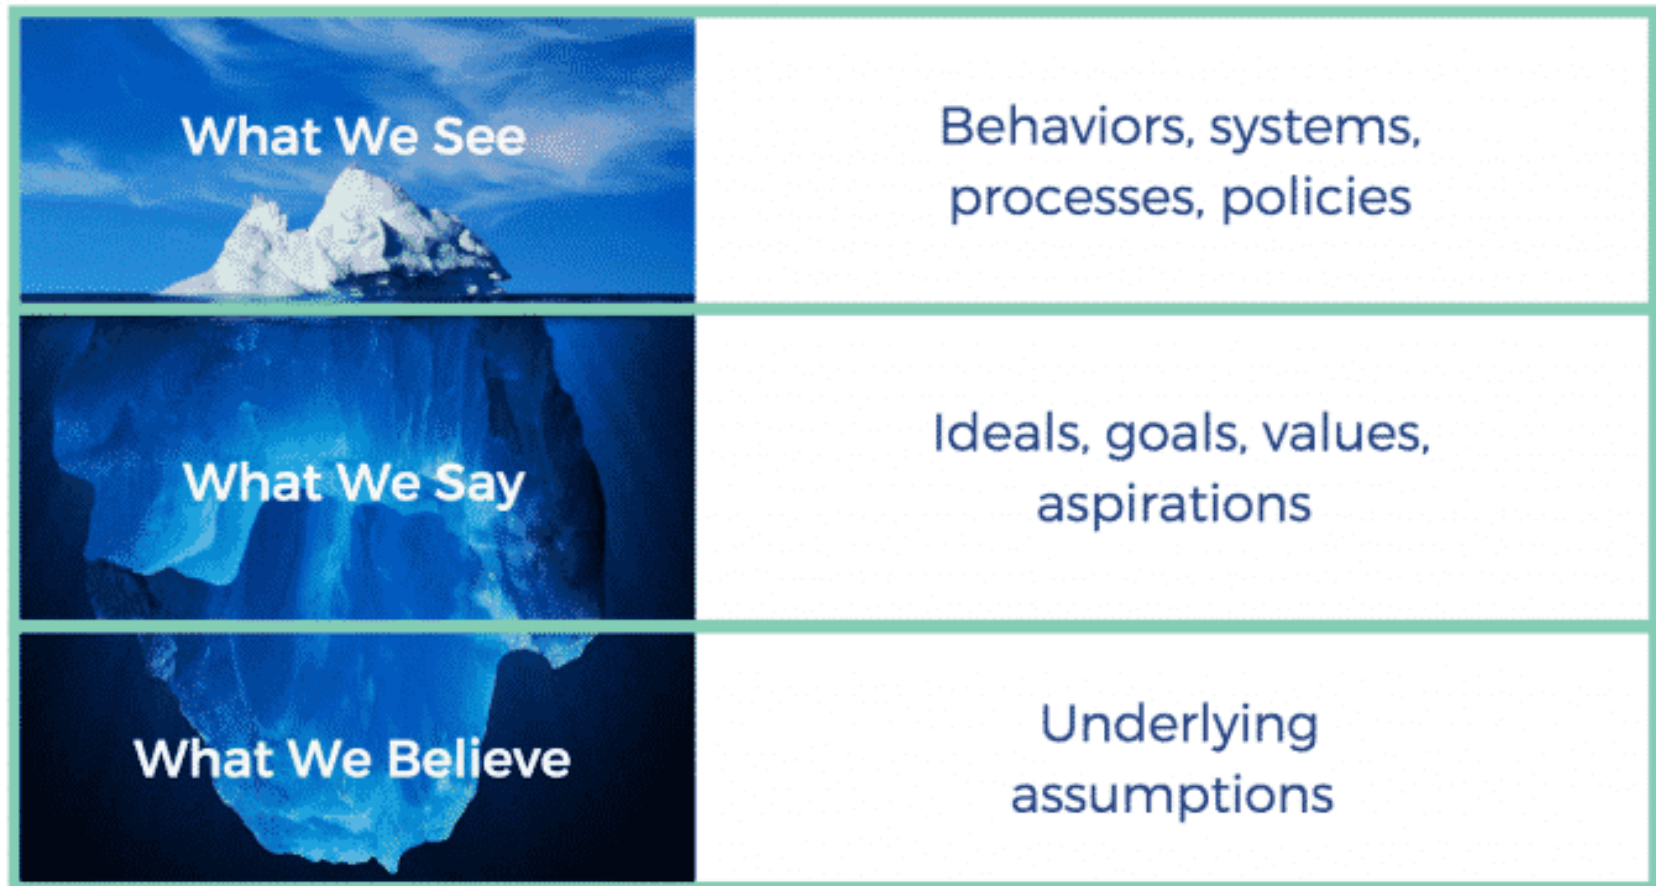 What We See
Behaviors, systems,
processes, policies
What We Say
Ideals, goals, values,
aspirations
What We Believe
Underlying
assumptions